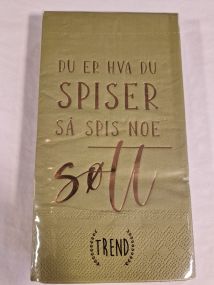 DU ER HVA DU
SPISER
SÅ SPIS NOE
søtt
TREND